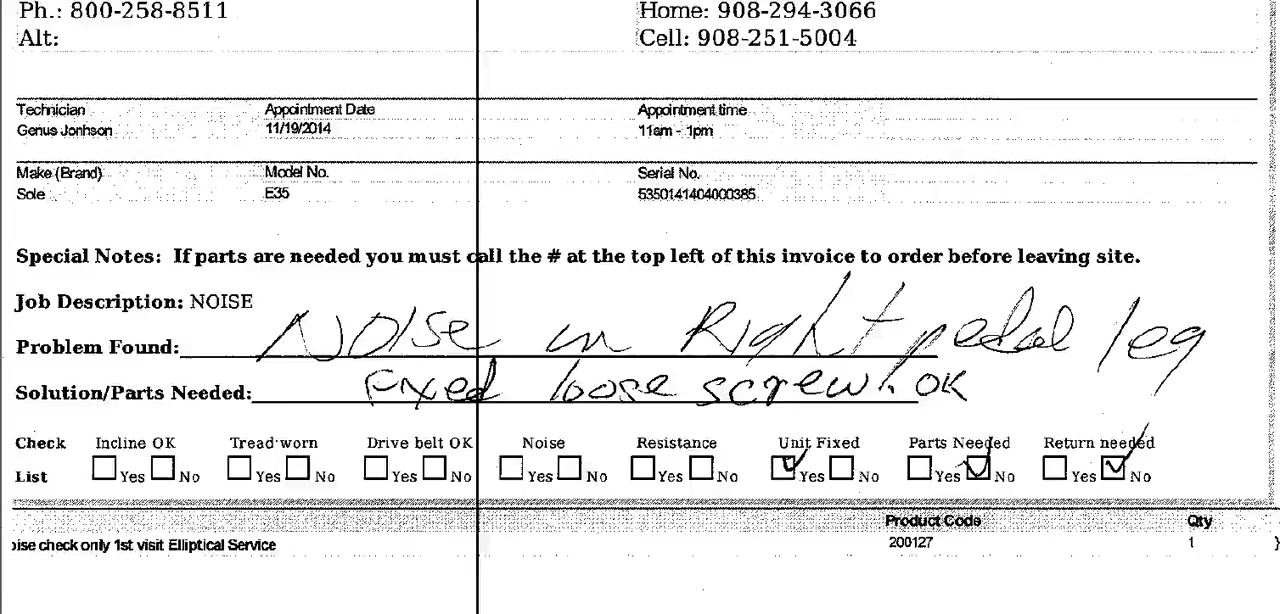 Ph.: 800-258-8511 Home: 908-294-3066
Alt: Cell: 908-251-5004
Technician Appointment Date Appointment time
Genus Jonhson 11/19/2014 11am - 1pm
Make (Brand) Model No. Serial No.
Sole E35 5350141404000385
Special Notes: If parts are needed you must call the # at the top left of this invoice to order before leaving site.
Job Description: NOISE
Problem Found: NOISE in Right pedal leg
Solution/Parts Needed: Fixed loose screw. OK
Check Incline OK Tread worn Drive belt OK Noise Resistance Unit Fixed Parts Needed Return needed
List Yes No Yes No Yes No Yes No Yes No Yes No Yes No Yes No
Product Code Qty
oise check only 1st visit Elliptical Service 200127 1